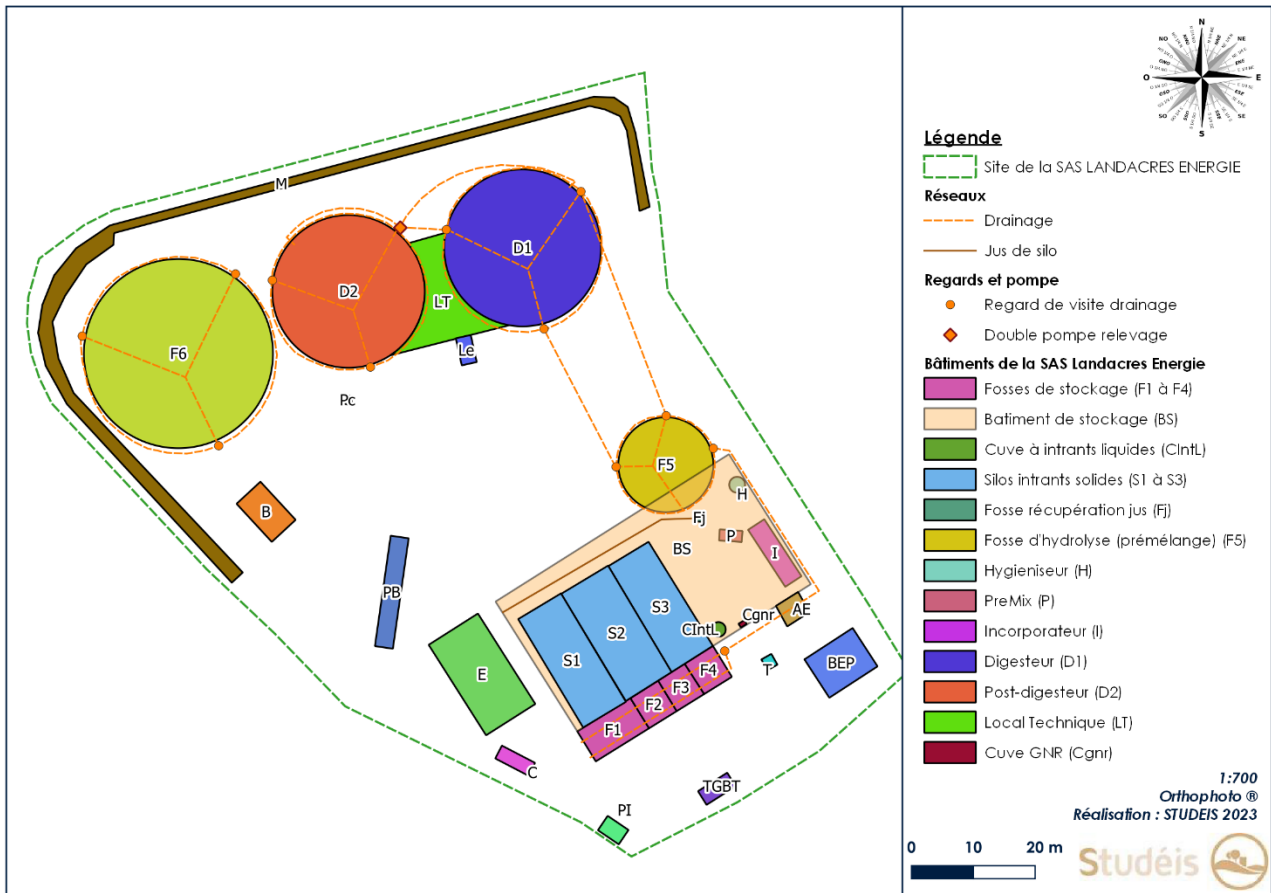 M
D1
D2
LT
Le
F6
Pc
F5
H
Fj
P
BS
I
B
PB
S3
S2
S1
Cgnr
AE
CIntL
T
BEP
E
F4
F3
F2
F1
C
TGBT
PI
N
NO
NE
O
E
SO
SE
S
Légende
Site de la SAS LANDACRES ENERGIE
Réseaux
Drainage
Jus de silo
Regards et pompe
Regard de visite drainage
Double pompe relevage
Bâtiments de la SAS Landacres Energie
Fosses de stockage (F1 à F4)
Batiment de stockage (BS)
Cuve à intrants liquides (CIntL)
Silos intrants solides (S1 à S3)
Fosse récupération jus (Fj)
Fosse d'hydrolyse (prémélange) (F5)
Hygieniseur (H)
PreMix (P)
Incorporateur (I)
Digesteur (D1)
Post-digesteur (D2)
Local Technique (LT)
Cuve GNR (Cgnr)
1:700
Orthophoto ®
Réalisation : STUDEIS 2023
0 10 20 m
Studéis